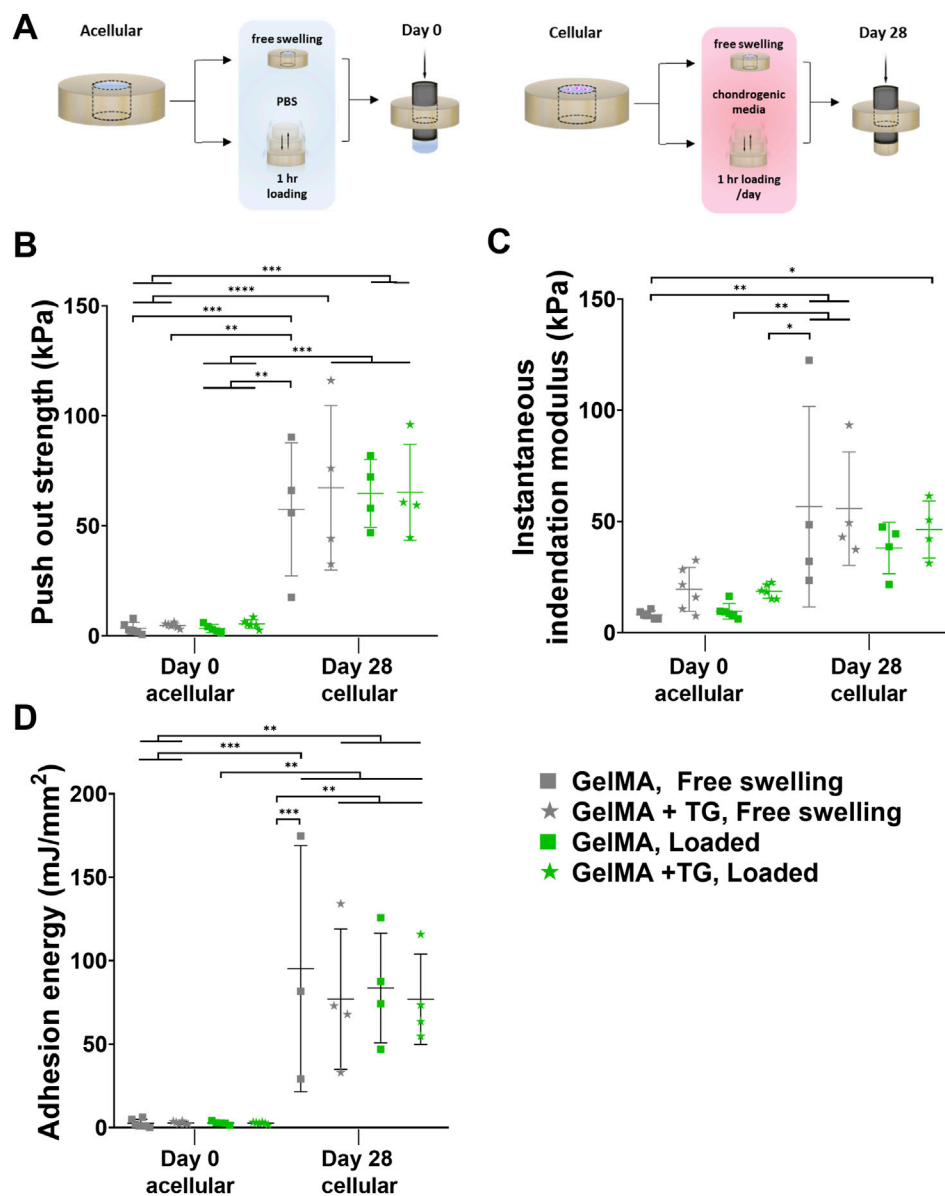 A
Acellular
free swelling
PBS
1 hr
loading
Day 0
Cellular
free swelling
chondrogenic
media
1 hr loading
/day
Day 28
B
Push out strength (kPa)
150
100
50
0
***
****
***
**
***
**
Day 0
acellular
Day 28
cellular
C
Instantaneous
indendation modulus (kPa)
150
100
50
0
*
**
**
*
Day 0
acellular
Day 28
cellular
D
Adhesion energy (mJ/mm²)
200
150
100
50
0
**
***
**
**
***
Day 0
acellular
Day 28
cellular
GelMA, Free swelling
GelMA + TG, Free swelling
GelMA, Loaded
GelMA +TG, Loaded